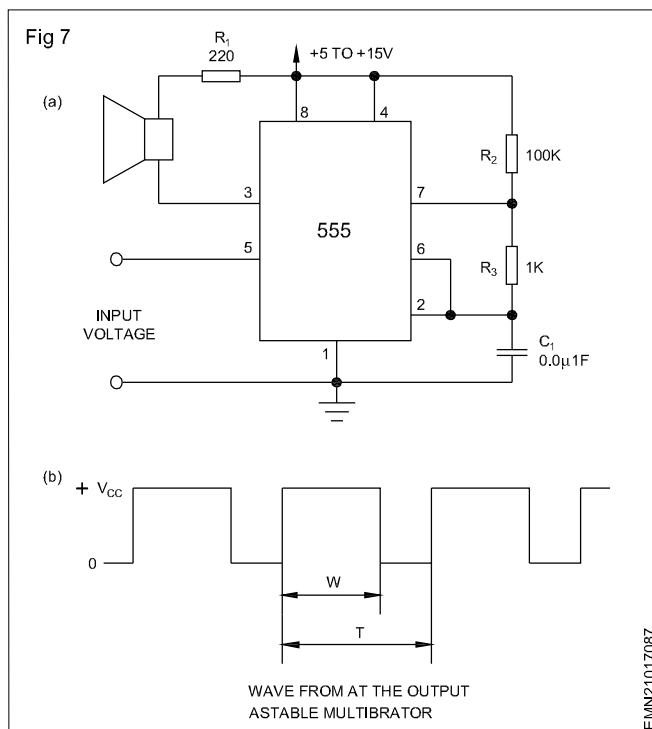 Fig 7
R1
220
+5 TO +15V
(a)
8
4
R2
100K
3
7
555
5
6
R3
1K
2
INPUT
VOLTAGE
1
C1
0.0µ1F
(b)
+ VCC
0
W
T
WAVE FROM AT THE OUTPUT
ASTABLE MULTIBRATOR
EMN21017087